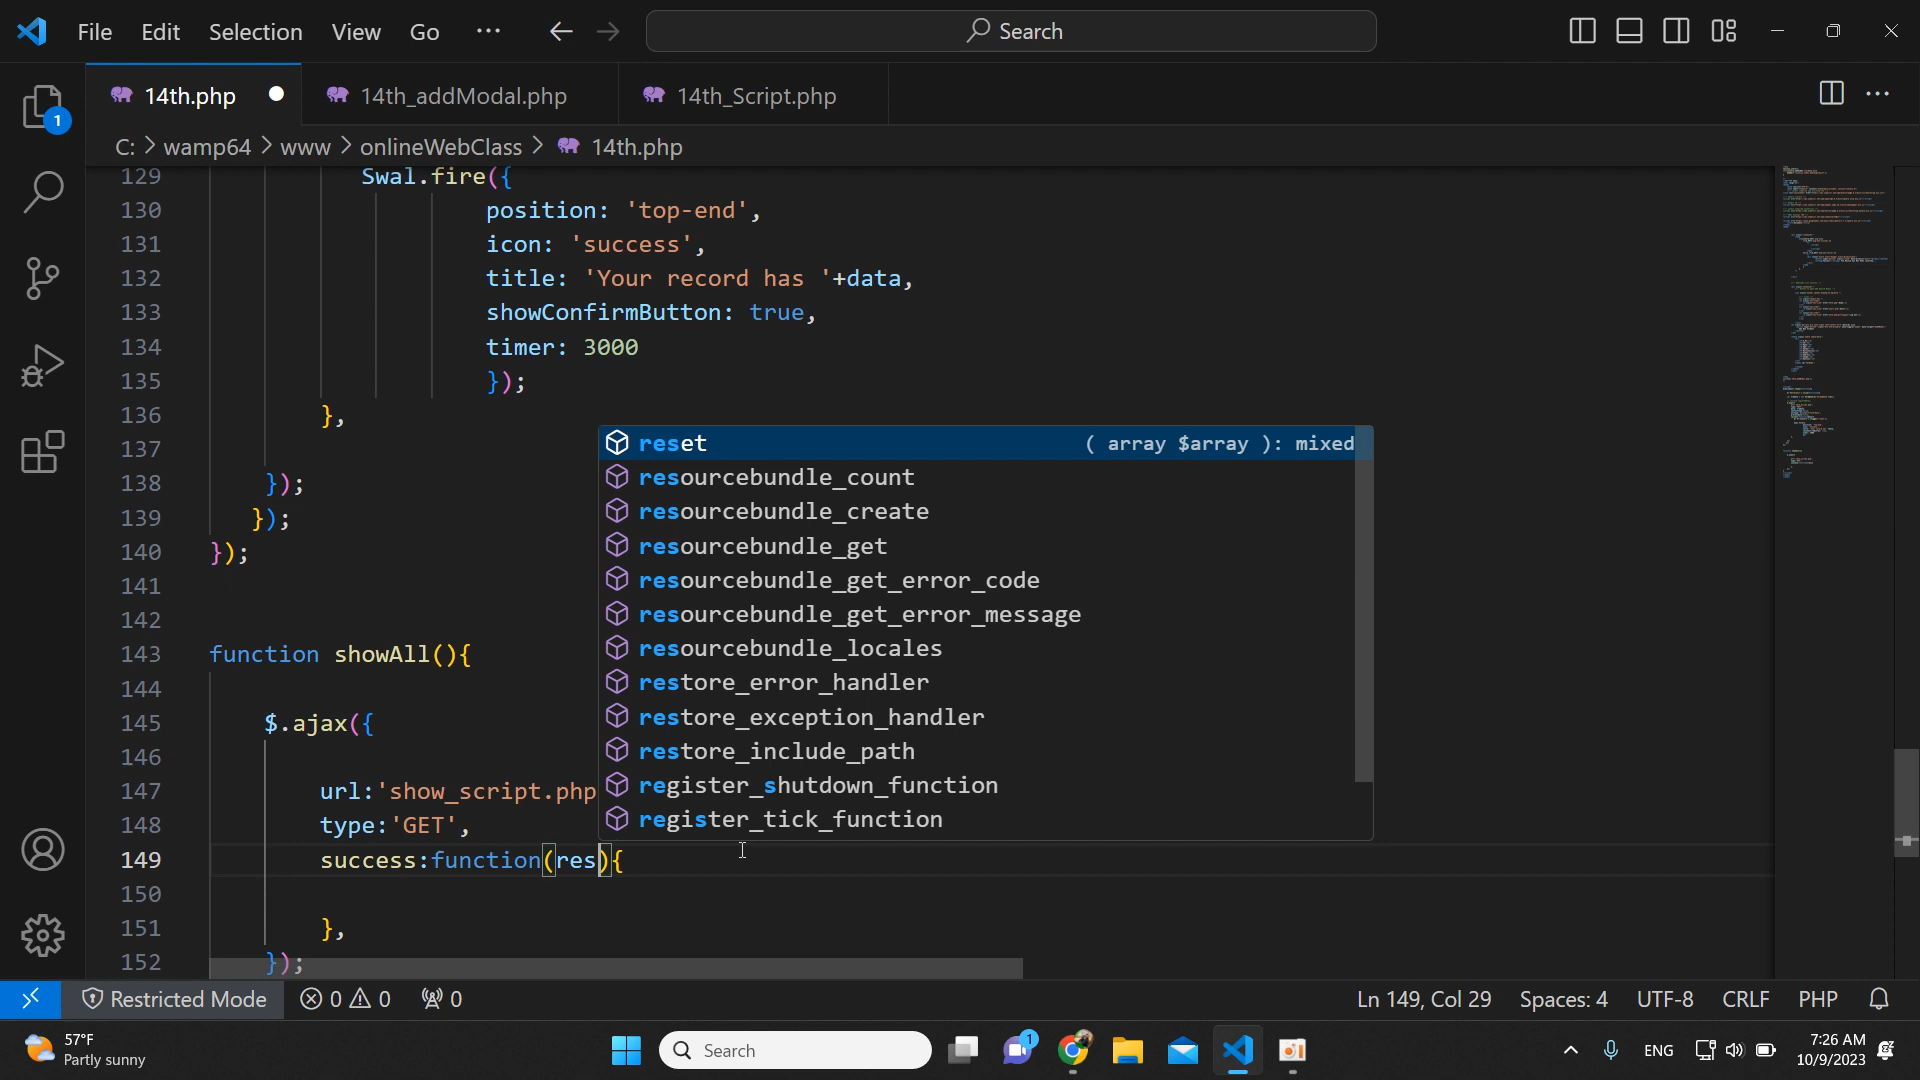 File Edit Selection View Go ··· Search
14th.php 14th_addModal.php 14th_Script.php
1
C: > wamp64 > www > onlineWebClass > 14th.php
129 Swal.fire({
130 position: 'top-end',
131 icon: 'success',
132 title: 'Your record has '+data,
133 showConfirmButton: true,
134 timer: 3000
135 });
136 },
137
138 });
139 });
140 });
141
142
143 function showAll(){
144
145 $.ajax({
146
147 url:'show_script.php
148 type:'GET',
149 success:function(res){
150
151 },
152 });
reset ( array $array ): mixed
resourcebundle_count
resourcebundle_create
resourcebundle_get
resourcebundle_get_error_code
resourcebundle_get_error_message
resourcebundle_locales
restore_error_handler
restore_exception_handler
restore_include_path
register_shutdown_function
register_tick_function
Restricted Mode 0 0 0 Ln 149, Col 29 Spaces: 4 UTF-8 CRLF PHP
57°F
Partly sunny
Search
1
ENG
7:26 AM
10/9/2023